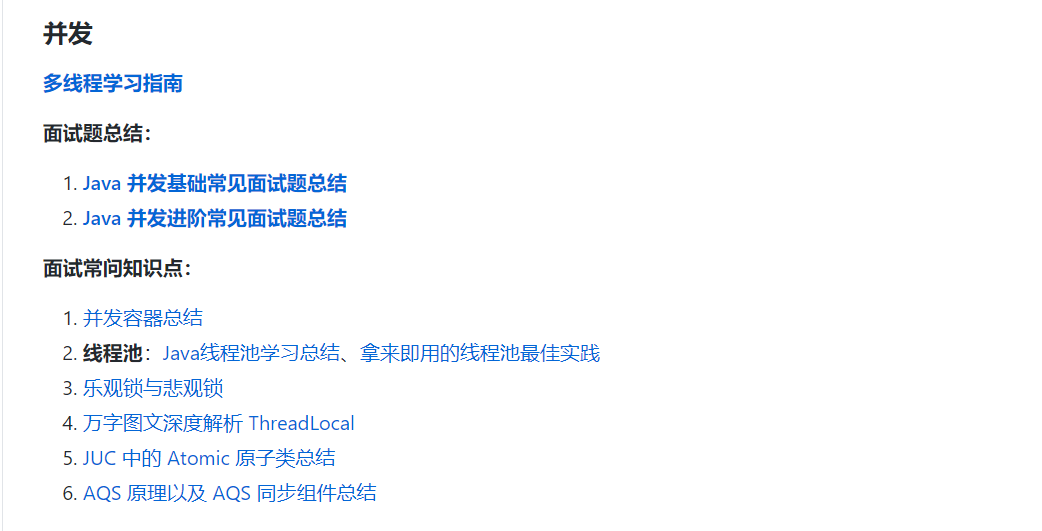 并发
多线程学习指南
面试题总结：
1. Java 并发基础常见面试题总结
2. Java 并发进阶常见面试题总结
面试常问知识点：
1. 并发容器总结
2. 线程池：Java线程池学习总结、拿来即用的线程池最佳实践
3. 乐观锁与悲观锁
4. 万字图文深度解析 ThreadLocal
5. JUC 中的 Atomic 原子类总结
6. AQS 原理以及 AQS 同步组件总结